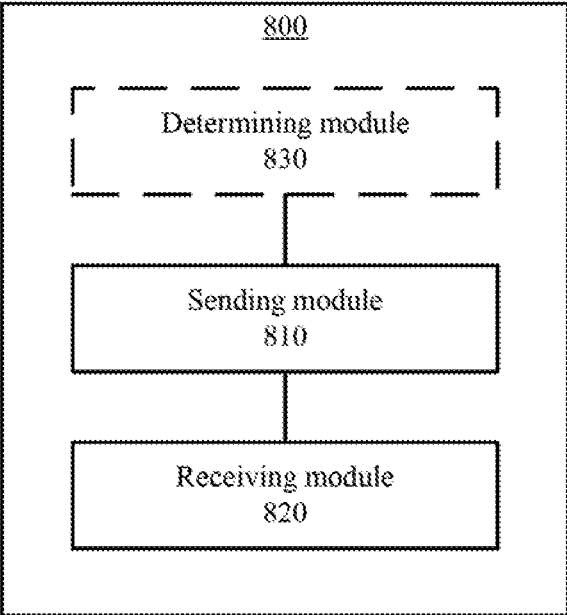 800
Determining module
830
Sending module
810
Receiving module
820